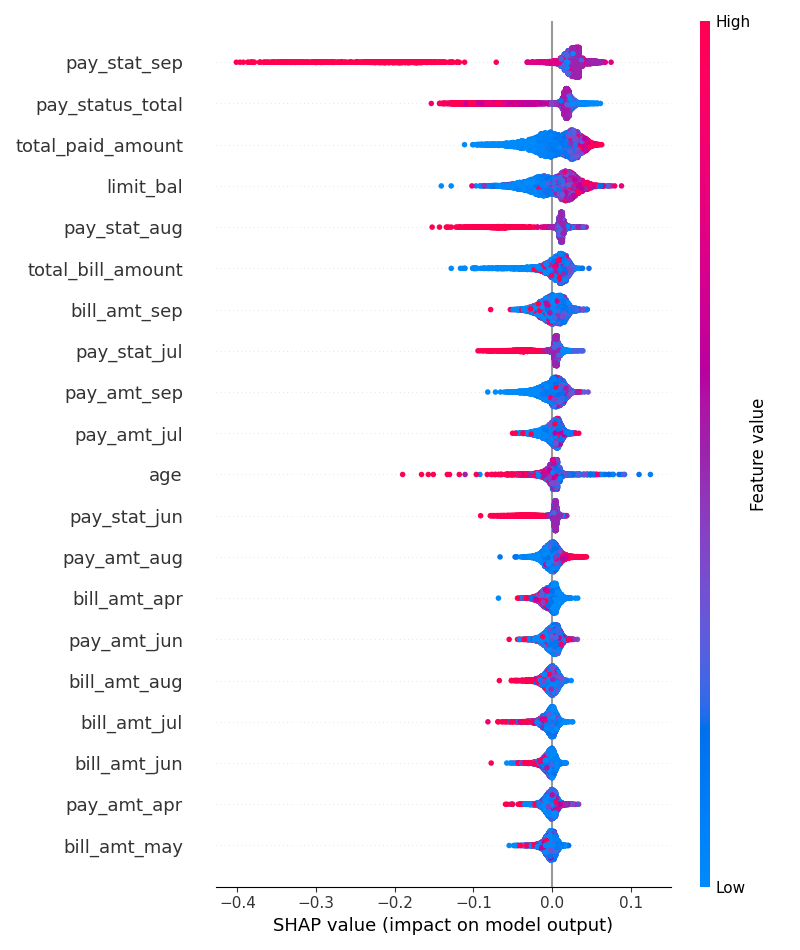 High
pay_stat_sep
pay_status_total
total_paid_amount
limit_bal
pay_stat_aug
total_bill_amount
bill_amt_sep
pay_stat_jul
pay_amt_sep
pay_amt_jul
age
pay_stat_jun
pay_amt_aug
bill_amt_apr
pay_amt_jun
bill_amt_aug
bill_amt_jul
bill_amt_jun
pay_amt_apr
bill_amt_may
Feature value
Low
−0.4 −0.3 −0.2 −0.1 0.0 0.1
SHAP value (impact on model output)